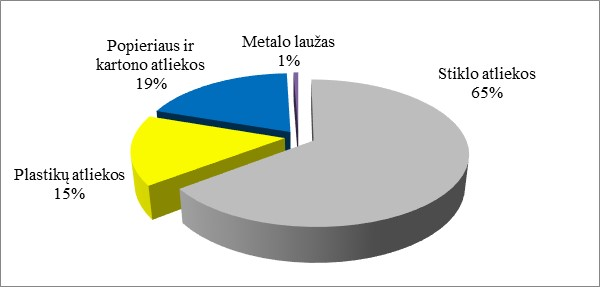 Popieriaus ir
kartono atliekos
19%
Metalo laužas
1%
Stiklo atliekos
65%
Plastikų atliekos
15%